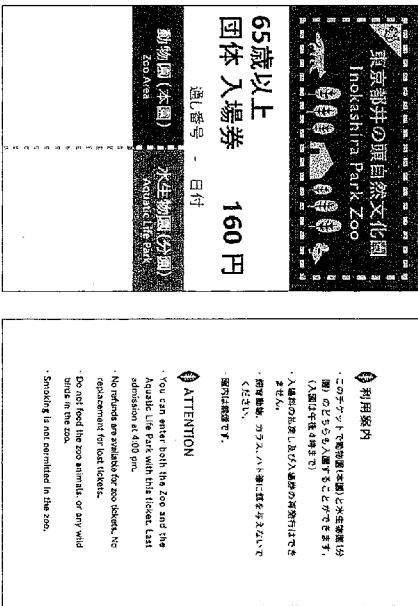 東京都井の頭自然文化園
Inokashira Park Zoo
65歳以上
団体入場券 160円
通し番号 - 日付
動物園(本園)
Zoo Area
水生物園(分園)
Aquatic Life Park
利用案内
・このチケットで動物園(本園)と水生物園(分
園)のどちらも入園することができます。
(入園は午後4時まで)
・入場料の払戻し及び入場券の再発行はでき
ません。
・飼育動物、カラス、ハト等に餌を与えないで
ください。
・園内は禁煙です。
ATTENTION
・You can enter both the Zoo and the
Aquatic Life Park with this ticket. Last
admission at 4:00 pm.
・No refunds are available for zoo tickets. No
replacement for lost tickets.
・Do not feed the zoo animals, or any wild
birds in the zoo.
・Smoking is not permitted in the zoo.